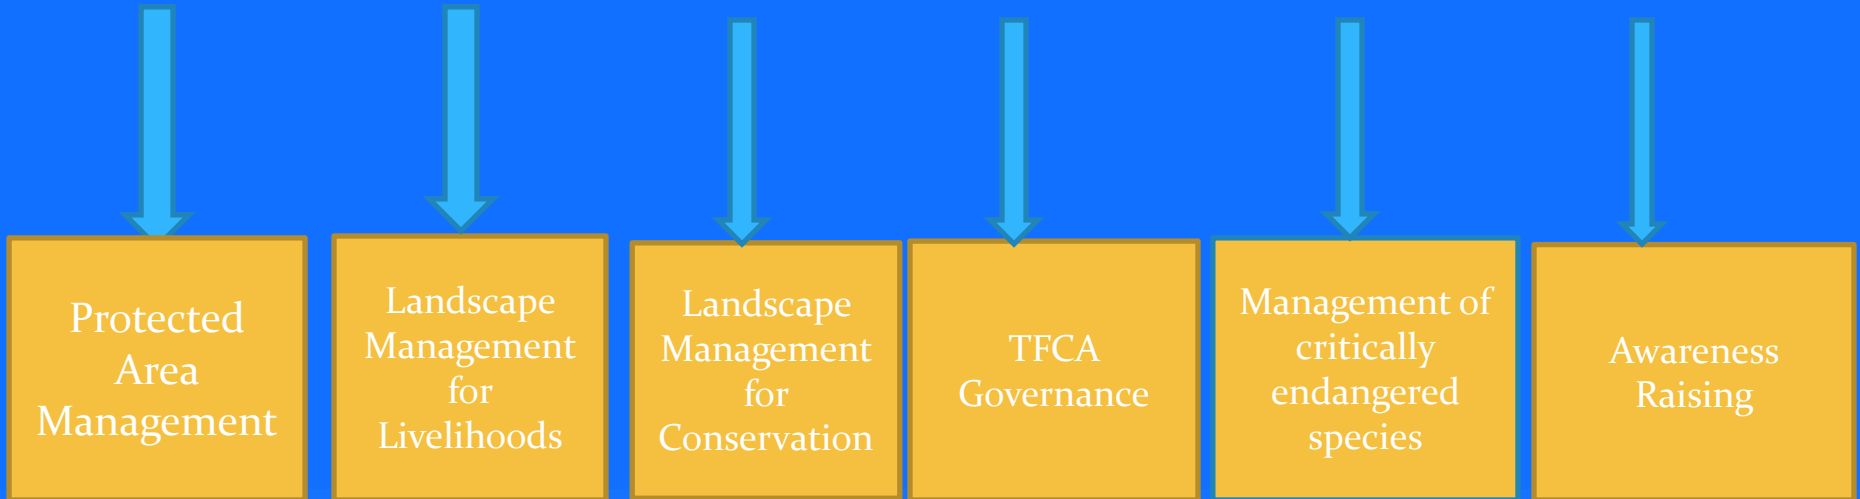 Protected
Area
Management
Landscape
Management
for
Livelihoods
Landscape
Management
for
Conservation
TFCA
Governance
Management of
critically
endangered
species
Awareness
Raising